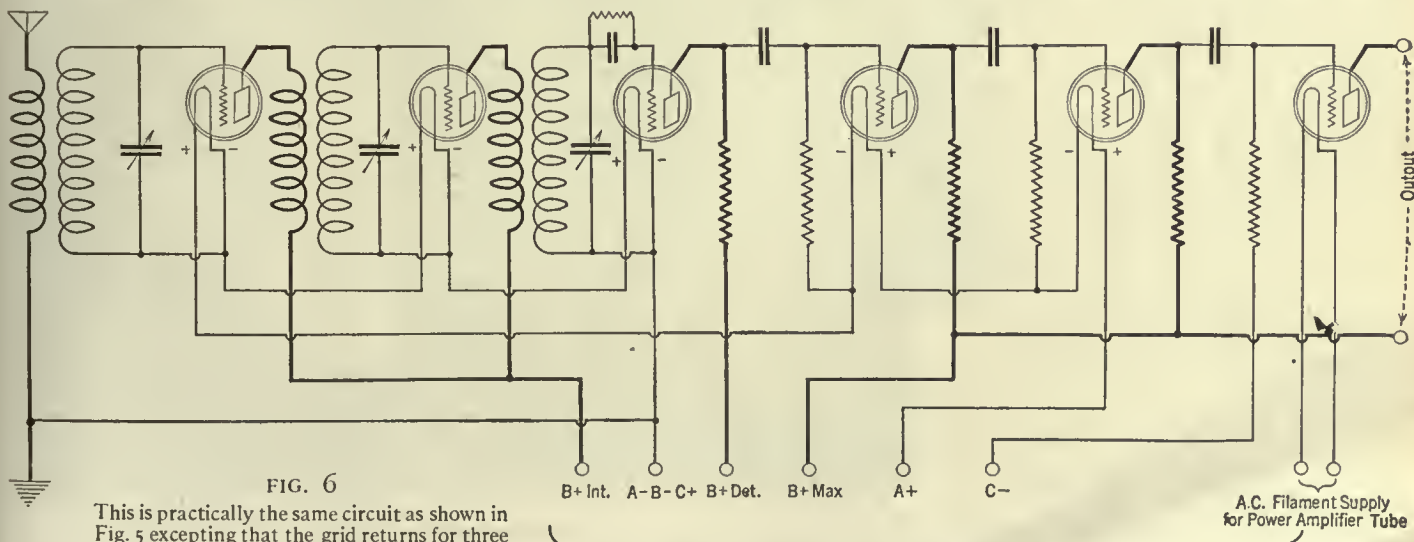 + -
+ -
+ -
- +
- +
Output
B+ Int. A-B-C+ B+ Det. B+ Max A+ C-
A.C. Filament Supply
for Power Amplifier Tube
FIG. 6
This is practically the same circuit as shown in
Fig. 5 excepting that the grid returns for three